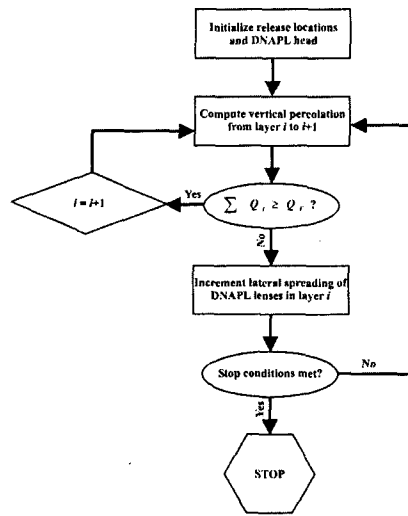 Initialize release locations
and DNAPL head
Compute vertical percolation
from layer i to i+1
i = i+1
Yes
∑ Q ≥ Q ?
No
Increment lateral spreading of
DNAPL lenses in layer i
Stop conditions met?
No
Yes
STOP